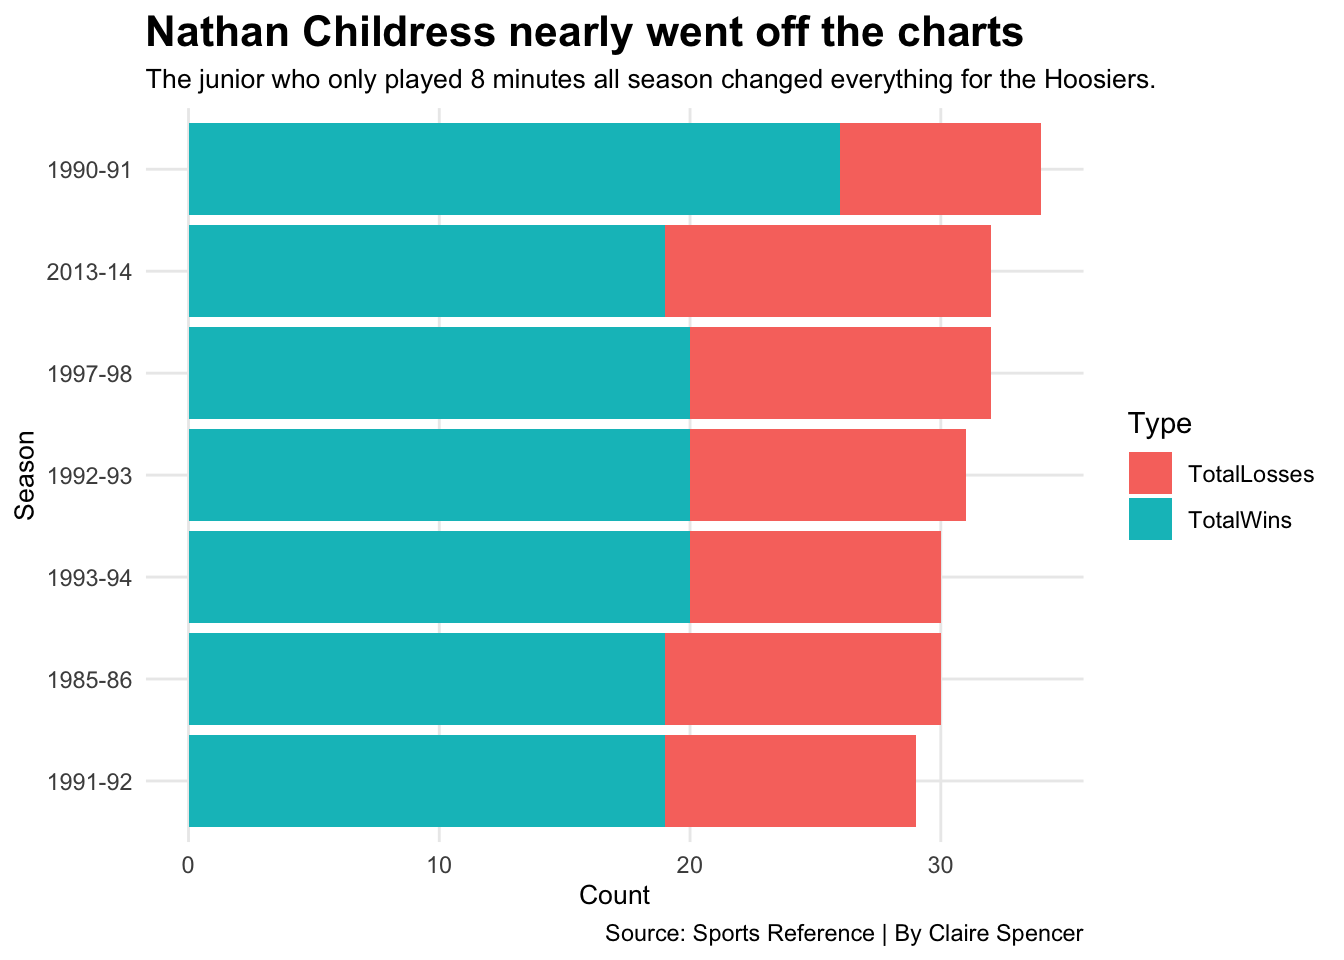 Nathan Childress nearly went off the charts
The junior who only played 8 minutes all season changed everything for the Hoosiers.
1990-91
2013-14
1997-98
1992-93
1993-94
1985-86
1991-92
Season
0 10 20 30
Count
Type
TotalLosses
TotalWins
Source: Sports Reference | By Claire Spencer